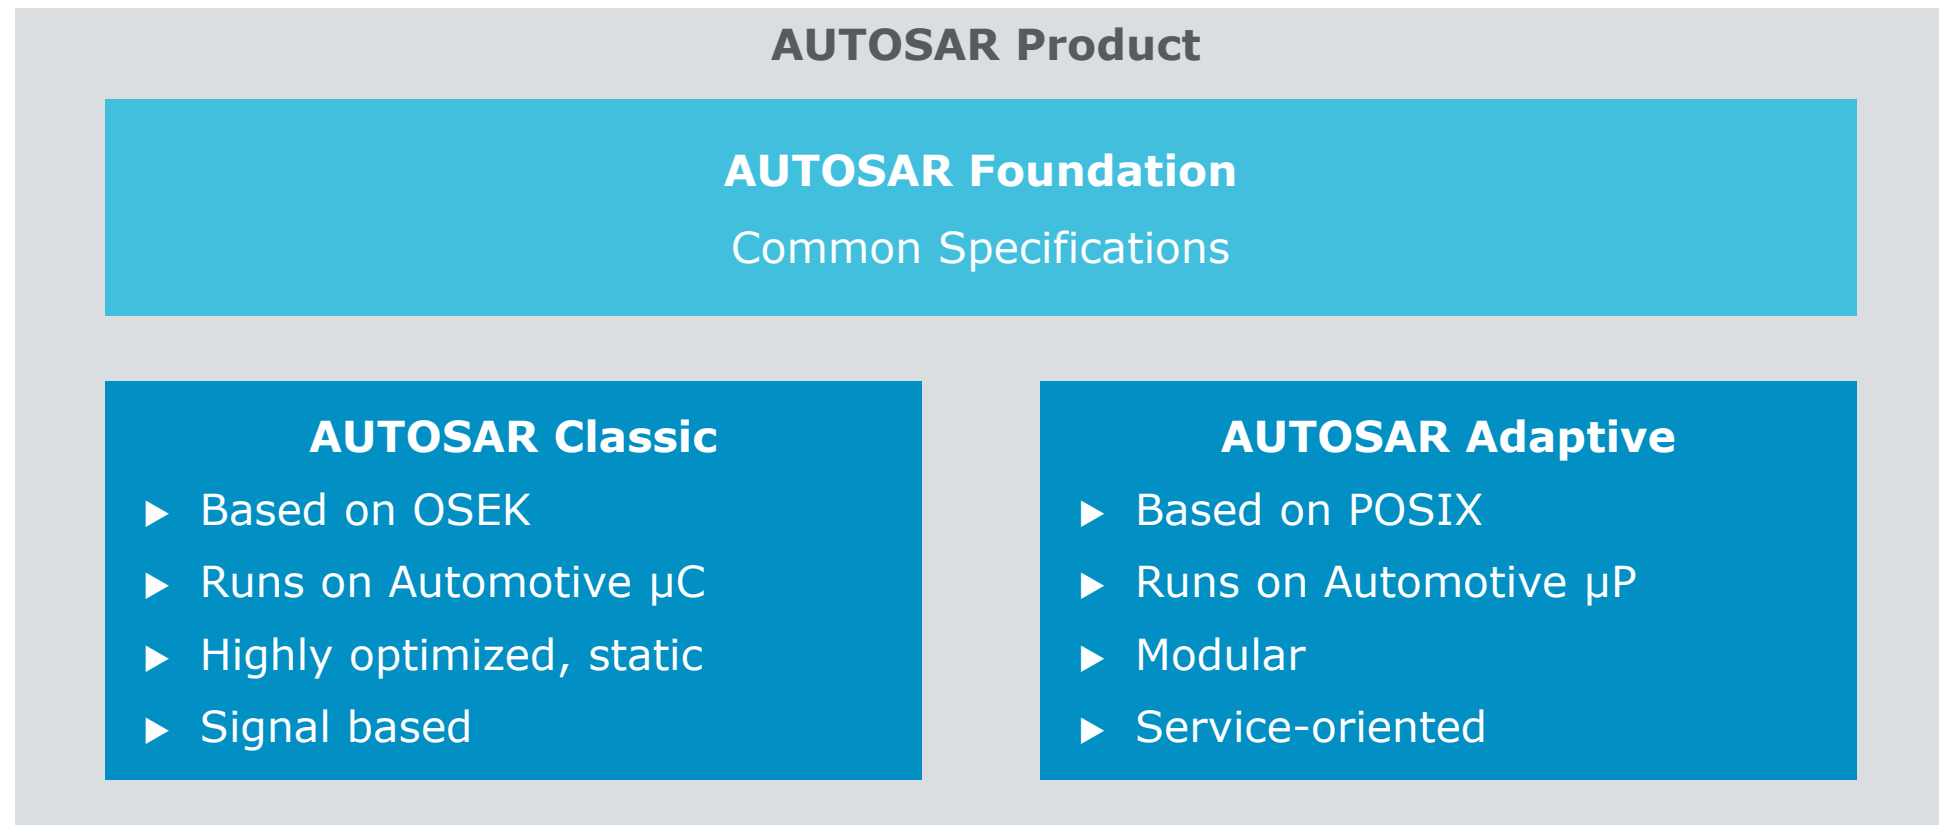 AUTOSAR Product
AUTOSAR Foundation
Common Specifications
AUTOSAR Classic
▶ Based on OSEK
▶ Runs on Automotive µC
▶ Highly optimized, static
▶ Signal based
AUTOSAR Adaptive
▶ Based on POSIX
▶ Runs on Automotive µP
▶ Modular
▶ Service-oriented